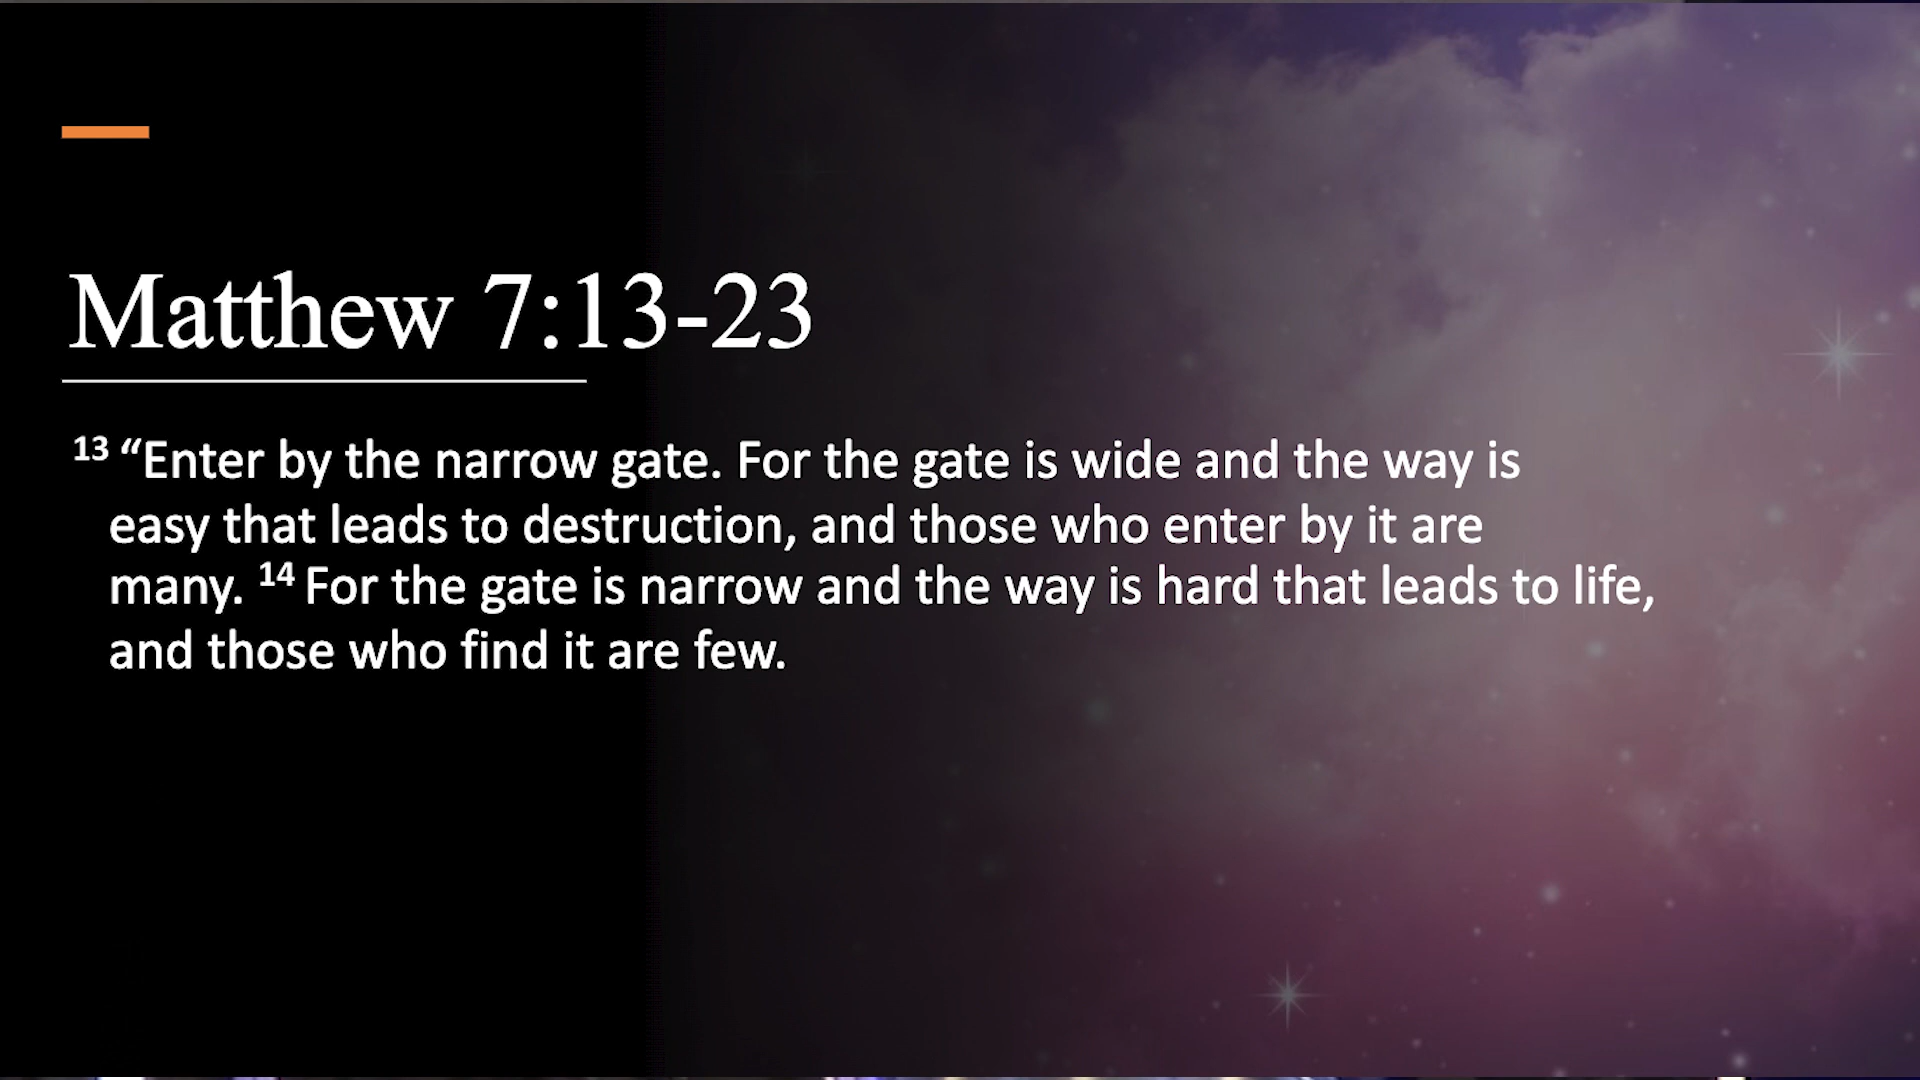 Matthew 7:13-23
13 “Enter by the narrow gate. For the gate is wide and the way is
easy that leads to destruction, and those who enter by it are
many. 14 For the gate is narrow and the way is hard that leads to life,
and those who find it are few.